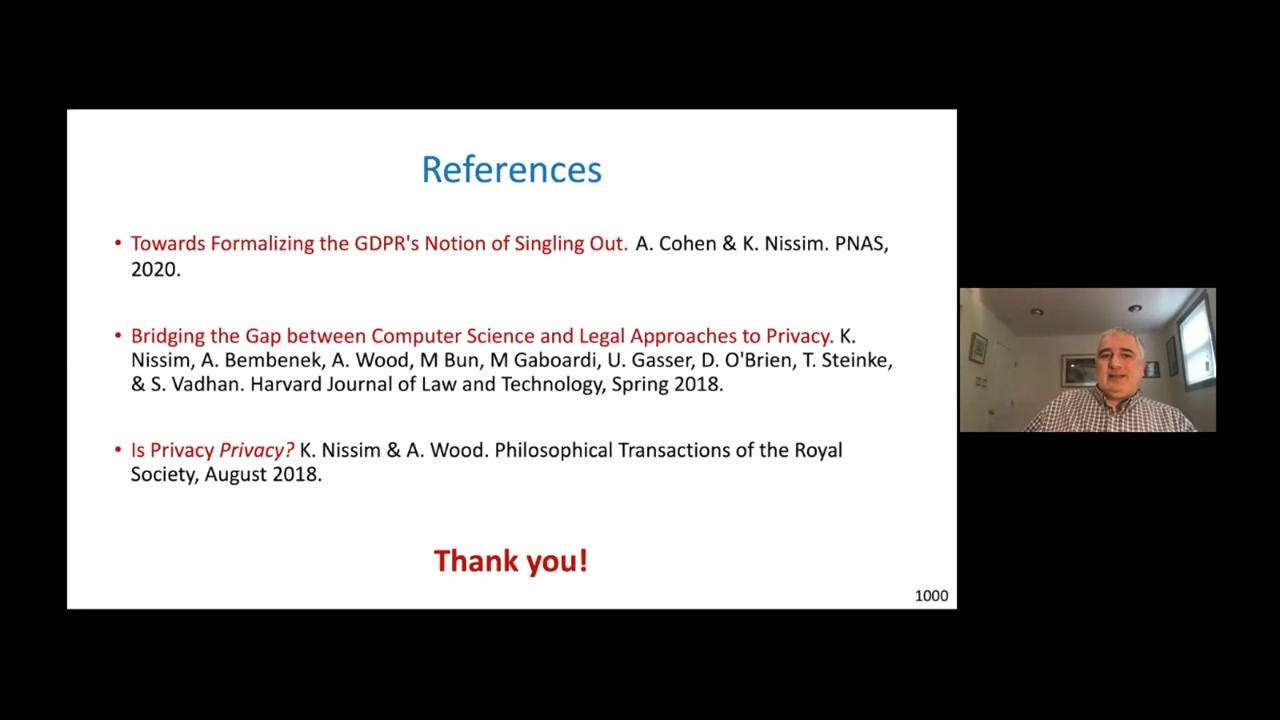 References
• Towards Formalizing the GDPR's Notion of Singling Out. A. Cohen & K. Nissim. PNAS,
2020.
• Bridging the Gap between Computer Science and Legal Approaches to Privacy. K.
Nissim, A. Bembenek, A. Wood, M Bun, M Gaboardi, U. Gasser, D. O'Brien, T. Steinke,
& S. Vadhan. Harvard Journal of Law and Technology, Spring 2018.
• Is Privacy Privacy? K. Nissim & A. Wood. Philosophical Transactions of the Royal
Society, August 2018.
Thank you!
1000